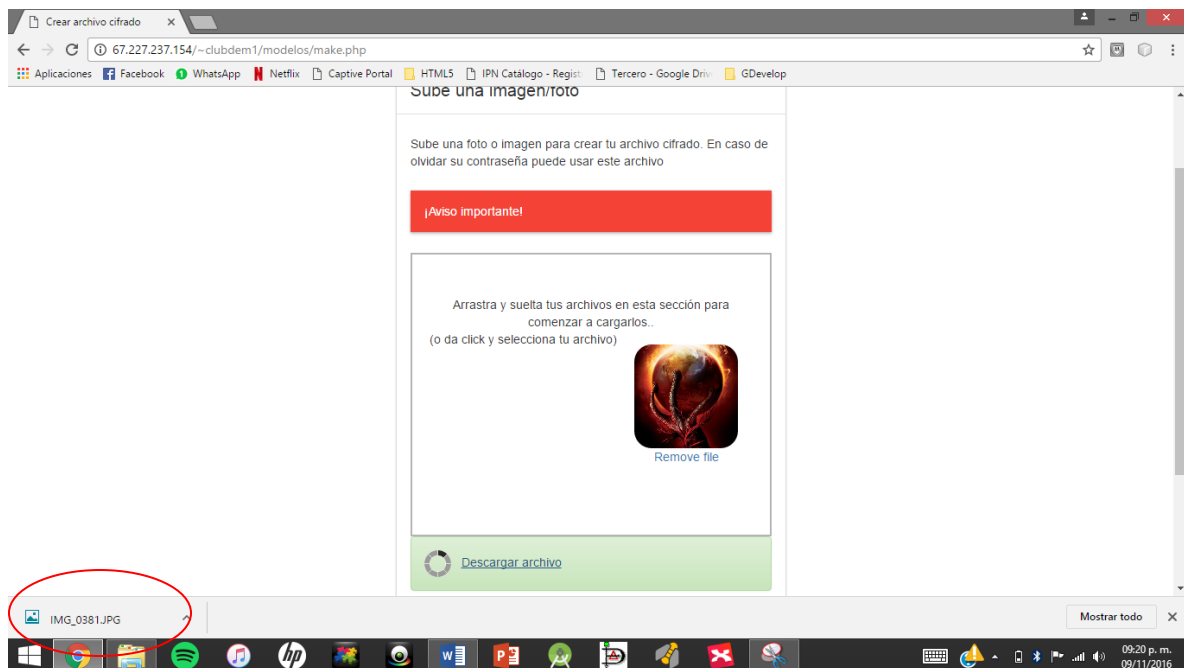 Crear archivo cifrado
67.227.237.154/~clubdem1/modelos/make.php
Aplicaciones Facebook WhatsApp Netflix Captive Portal HTML5 IPN Catálogo - Regist Tercero - Google Driv GDevelop
Sube una imagen/foto
Sube una foto o imagen para crear tu archivo cifrado. En caso de
olvidar su contraseña puede usar este archivo
¡Aviso importante!
Arrastra y suelta tus archivos en esta sección para
comenzar a cargarlos..
(o da click y selecciona tu archivo)
Remove file
Descargar archivo
IMG_0381.JPG
Mostrar todo
09:20 p. m.
09/11/2016